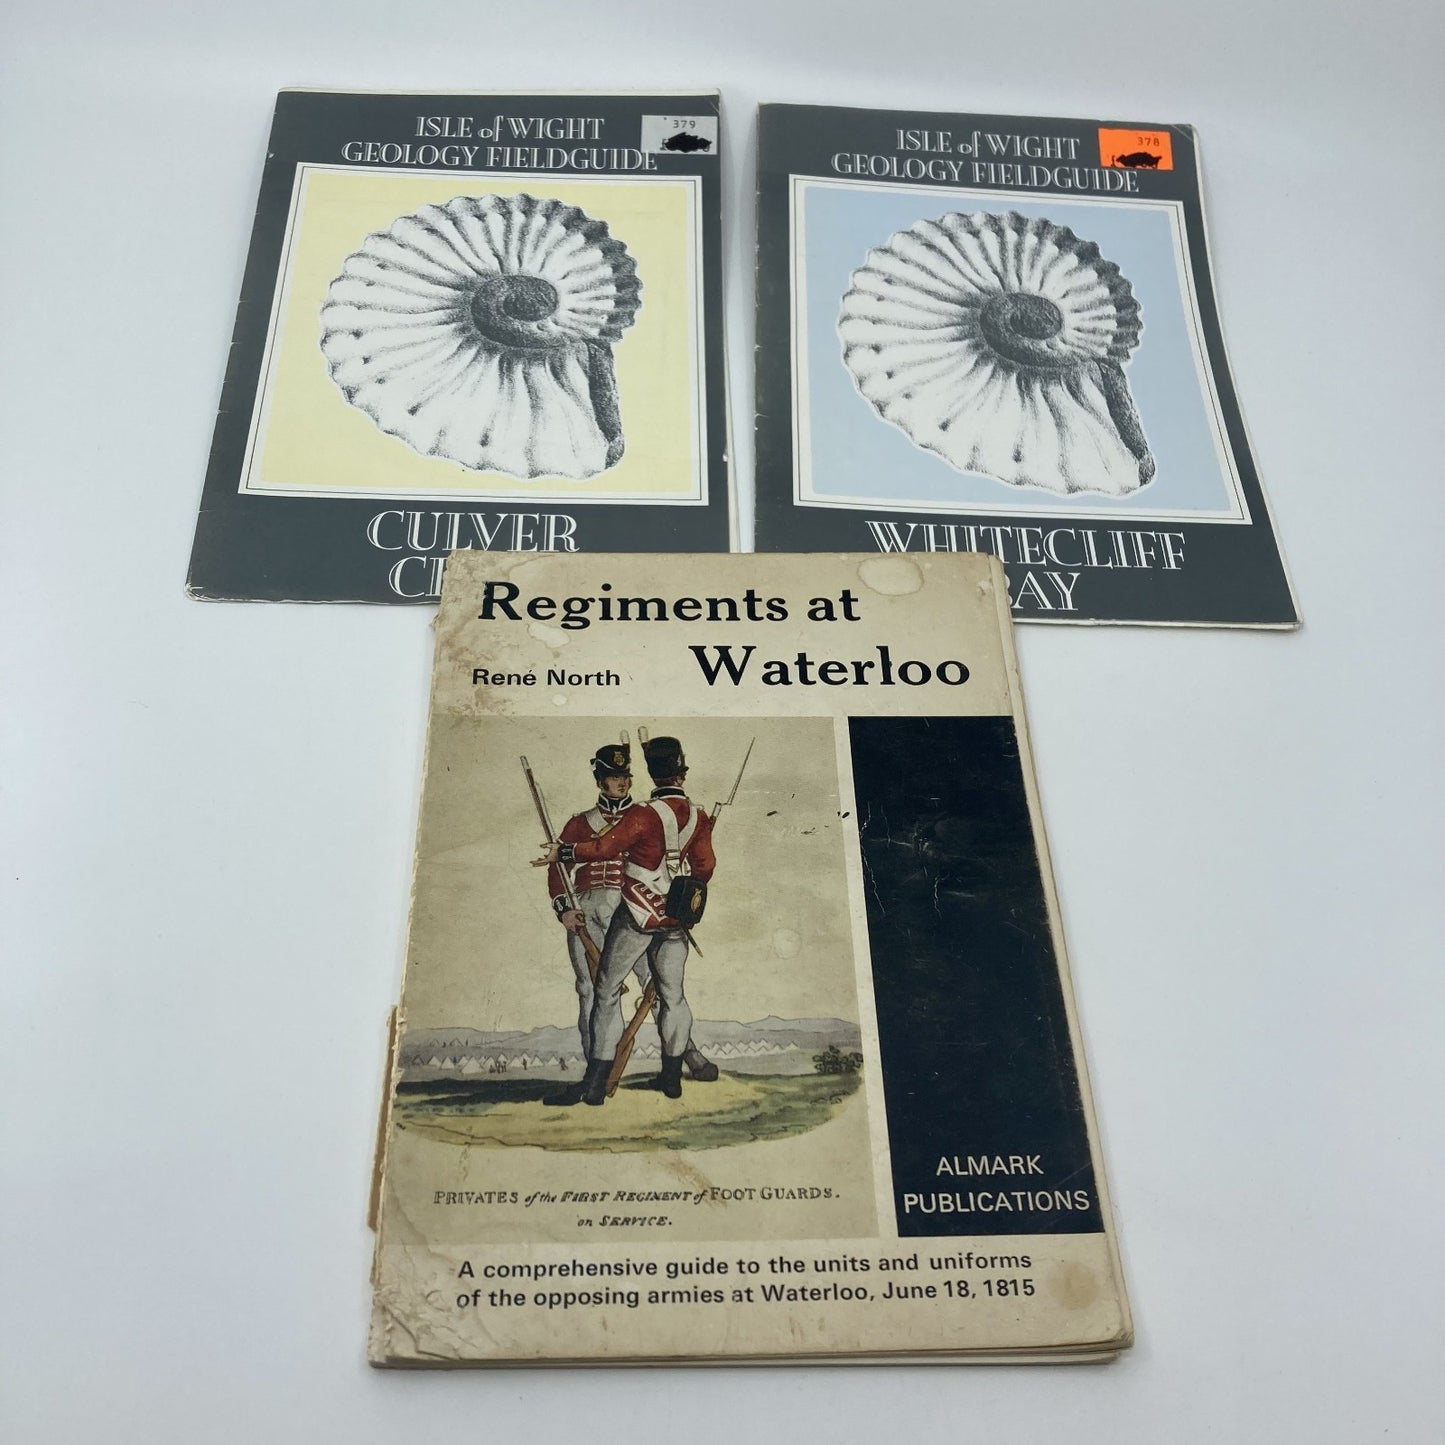 ISLE of WIGHT
GEOLOGY FIELDGUIDE
379
CULVER
ISLE of WIGHT
GEOLOGY FIELDGUIDE
378
WHITECLIFF
BAY
Regiments at
Waterloo
René North
PRIVATES of the FIRST REGIMENT of FOOT GUARDS.
on SERVICE.
ALMARK
PUBLICATIONS
A comprehensive guide to the units and uniforms
of the opposing armies at Waterloo, June 18, 1815